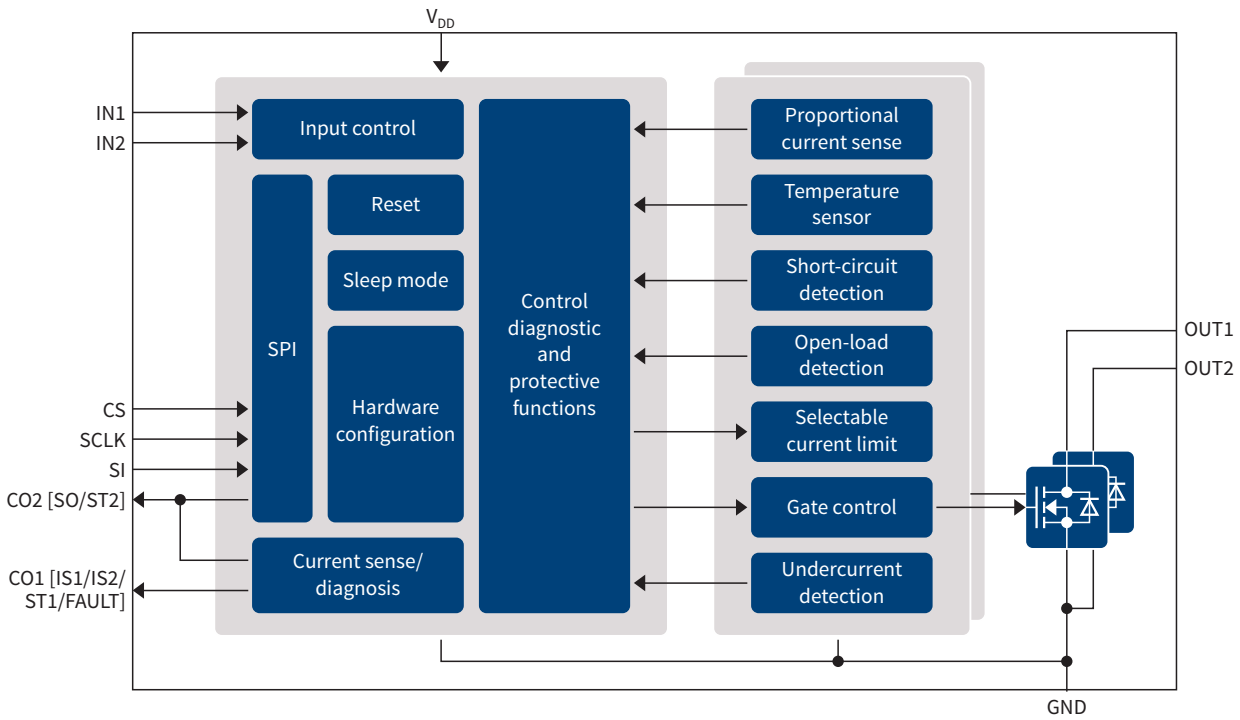 VDD
IN1
IN2
Input control
SPI
Reset
Sleep mode
Hardware
configuration
Current sense/
diagnosis
Control
diagnostic
and
protective
functions
Proportional
current sense
Temperature
sensor
Short-circuit
detection
Open-load
detection
Selectable
current limit
Gate control
Undercurrent
detection
CS
SCLK
SI
CO2 [SO/ST2]
CO1 [IS1/IS2/
ST1/FAULT]
OUT1
OUT2
GND